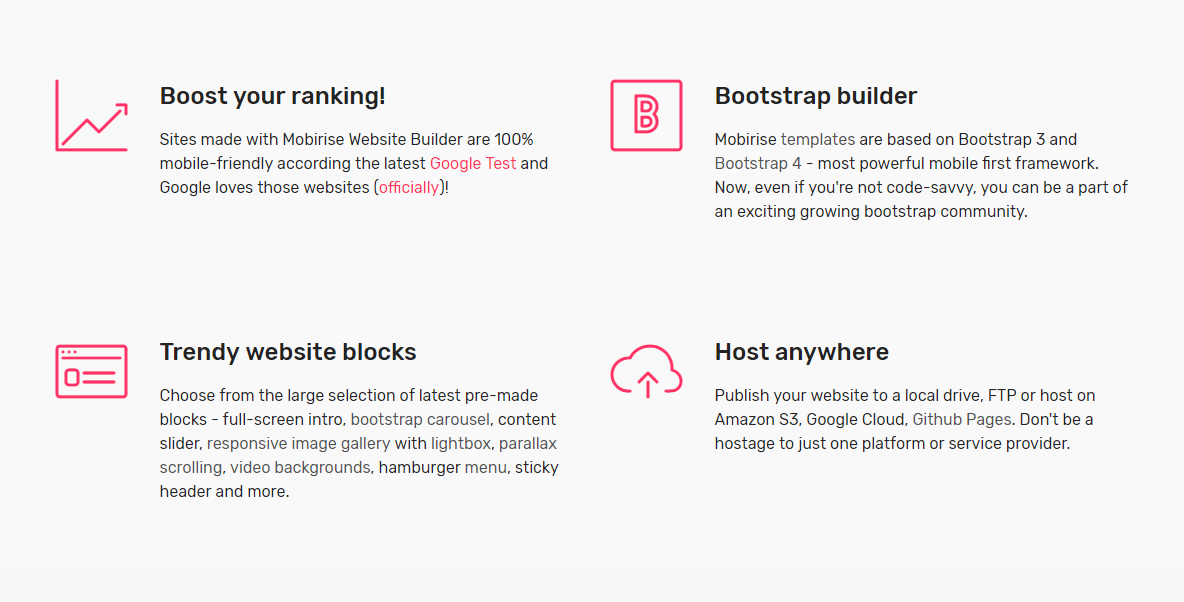 Boost your ranking!
Sites made with Mobirise Website Builder are 100%
mobile-friendly according the latest Google Test and
Google loves those websites (officially)!
B
Bootstrap builder
Mobirise templates are based on Bootstrap 3 and
Bootstrap 4 - most powerful mobile first framework.
Now, even if you're not code-savvy, you can be a part of
an exciting growing bootstrap community.
Trendy website blocks
Choose from the large selection of latest pre-made
blocks - full-screen intro, bootstrap carousel, content
slider, responsive image gallery with lightbox, parallax
scrolling, video backgrounds, hamburger menu, sticky
header and more.
Host anywhere
Publish your website to a local drive, FTP or host on
Amazon S3, Google Cloud, Github Pages. Don't be a
hostage to just one platform or service provider.